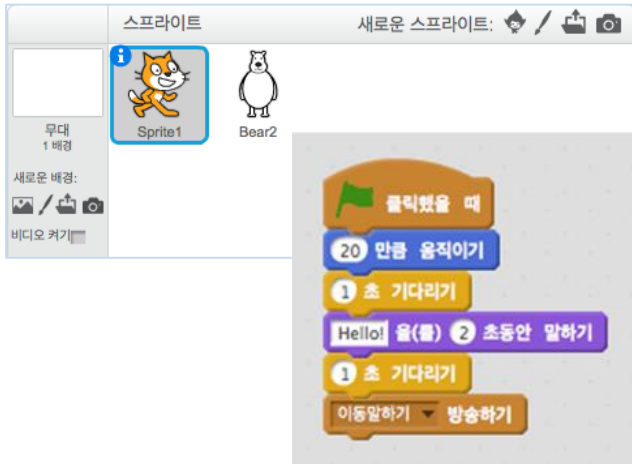 스프라이트 새로운 스프라이트:
Sprite1 Bear2
무대
1 배경
새로운 배경:
비디오 켜기
클릭했을 때
20 만큼 움직이기
1 초 기다리기
Hello! 을(를) 2 초동안 말하기
1 초 기다리기
이동말하기 방송하기